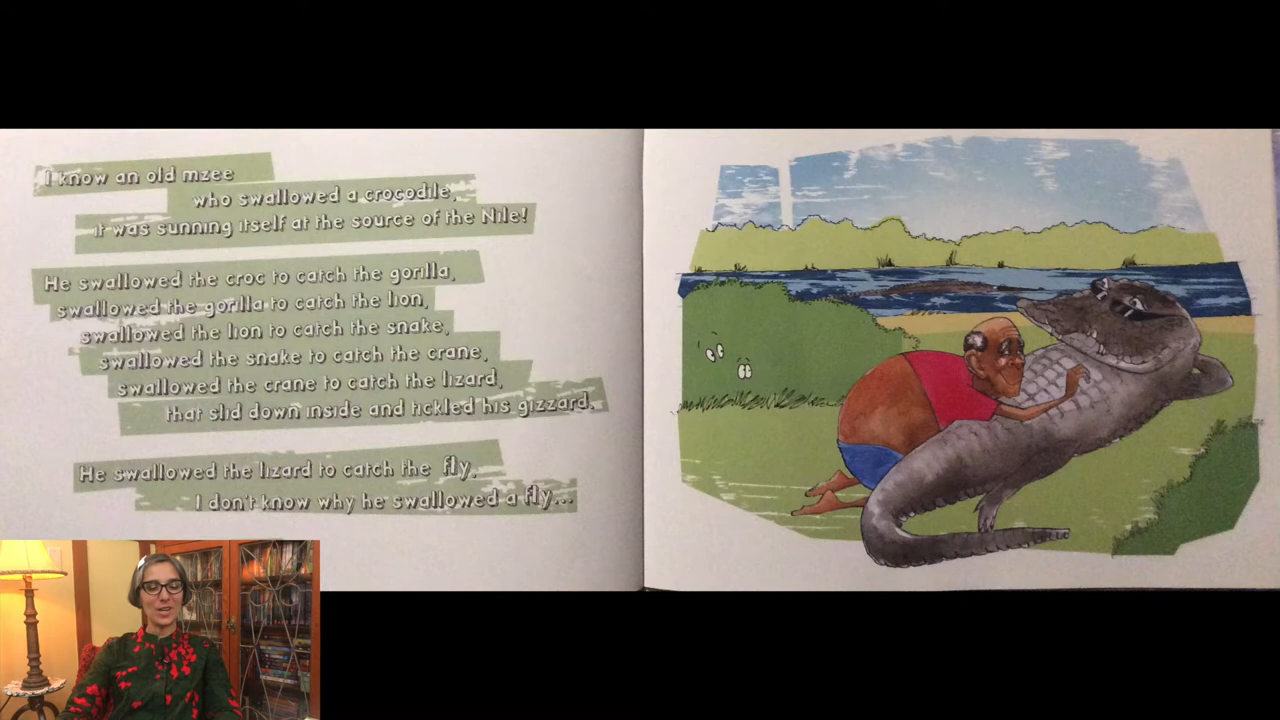 I know an old mzee
who swallowed a crocodile,
it was sunning itself at the source of the Nile!
He swallowed the croc to catch the gorilla,
swallowed the gorilla to catch the lion,
swallowed the lion to catch the snake,
swallowed the snake to catch the crane,
swallowed the crane to catch the lizard,
that slid down inside and tickled his gizzard.
He swallowed the lizard to catch the fly,
I don't know why he swallowed a fly...